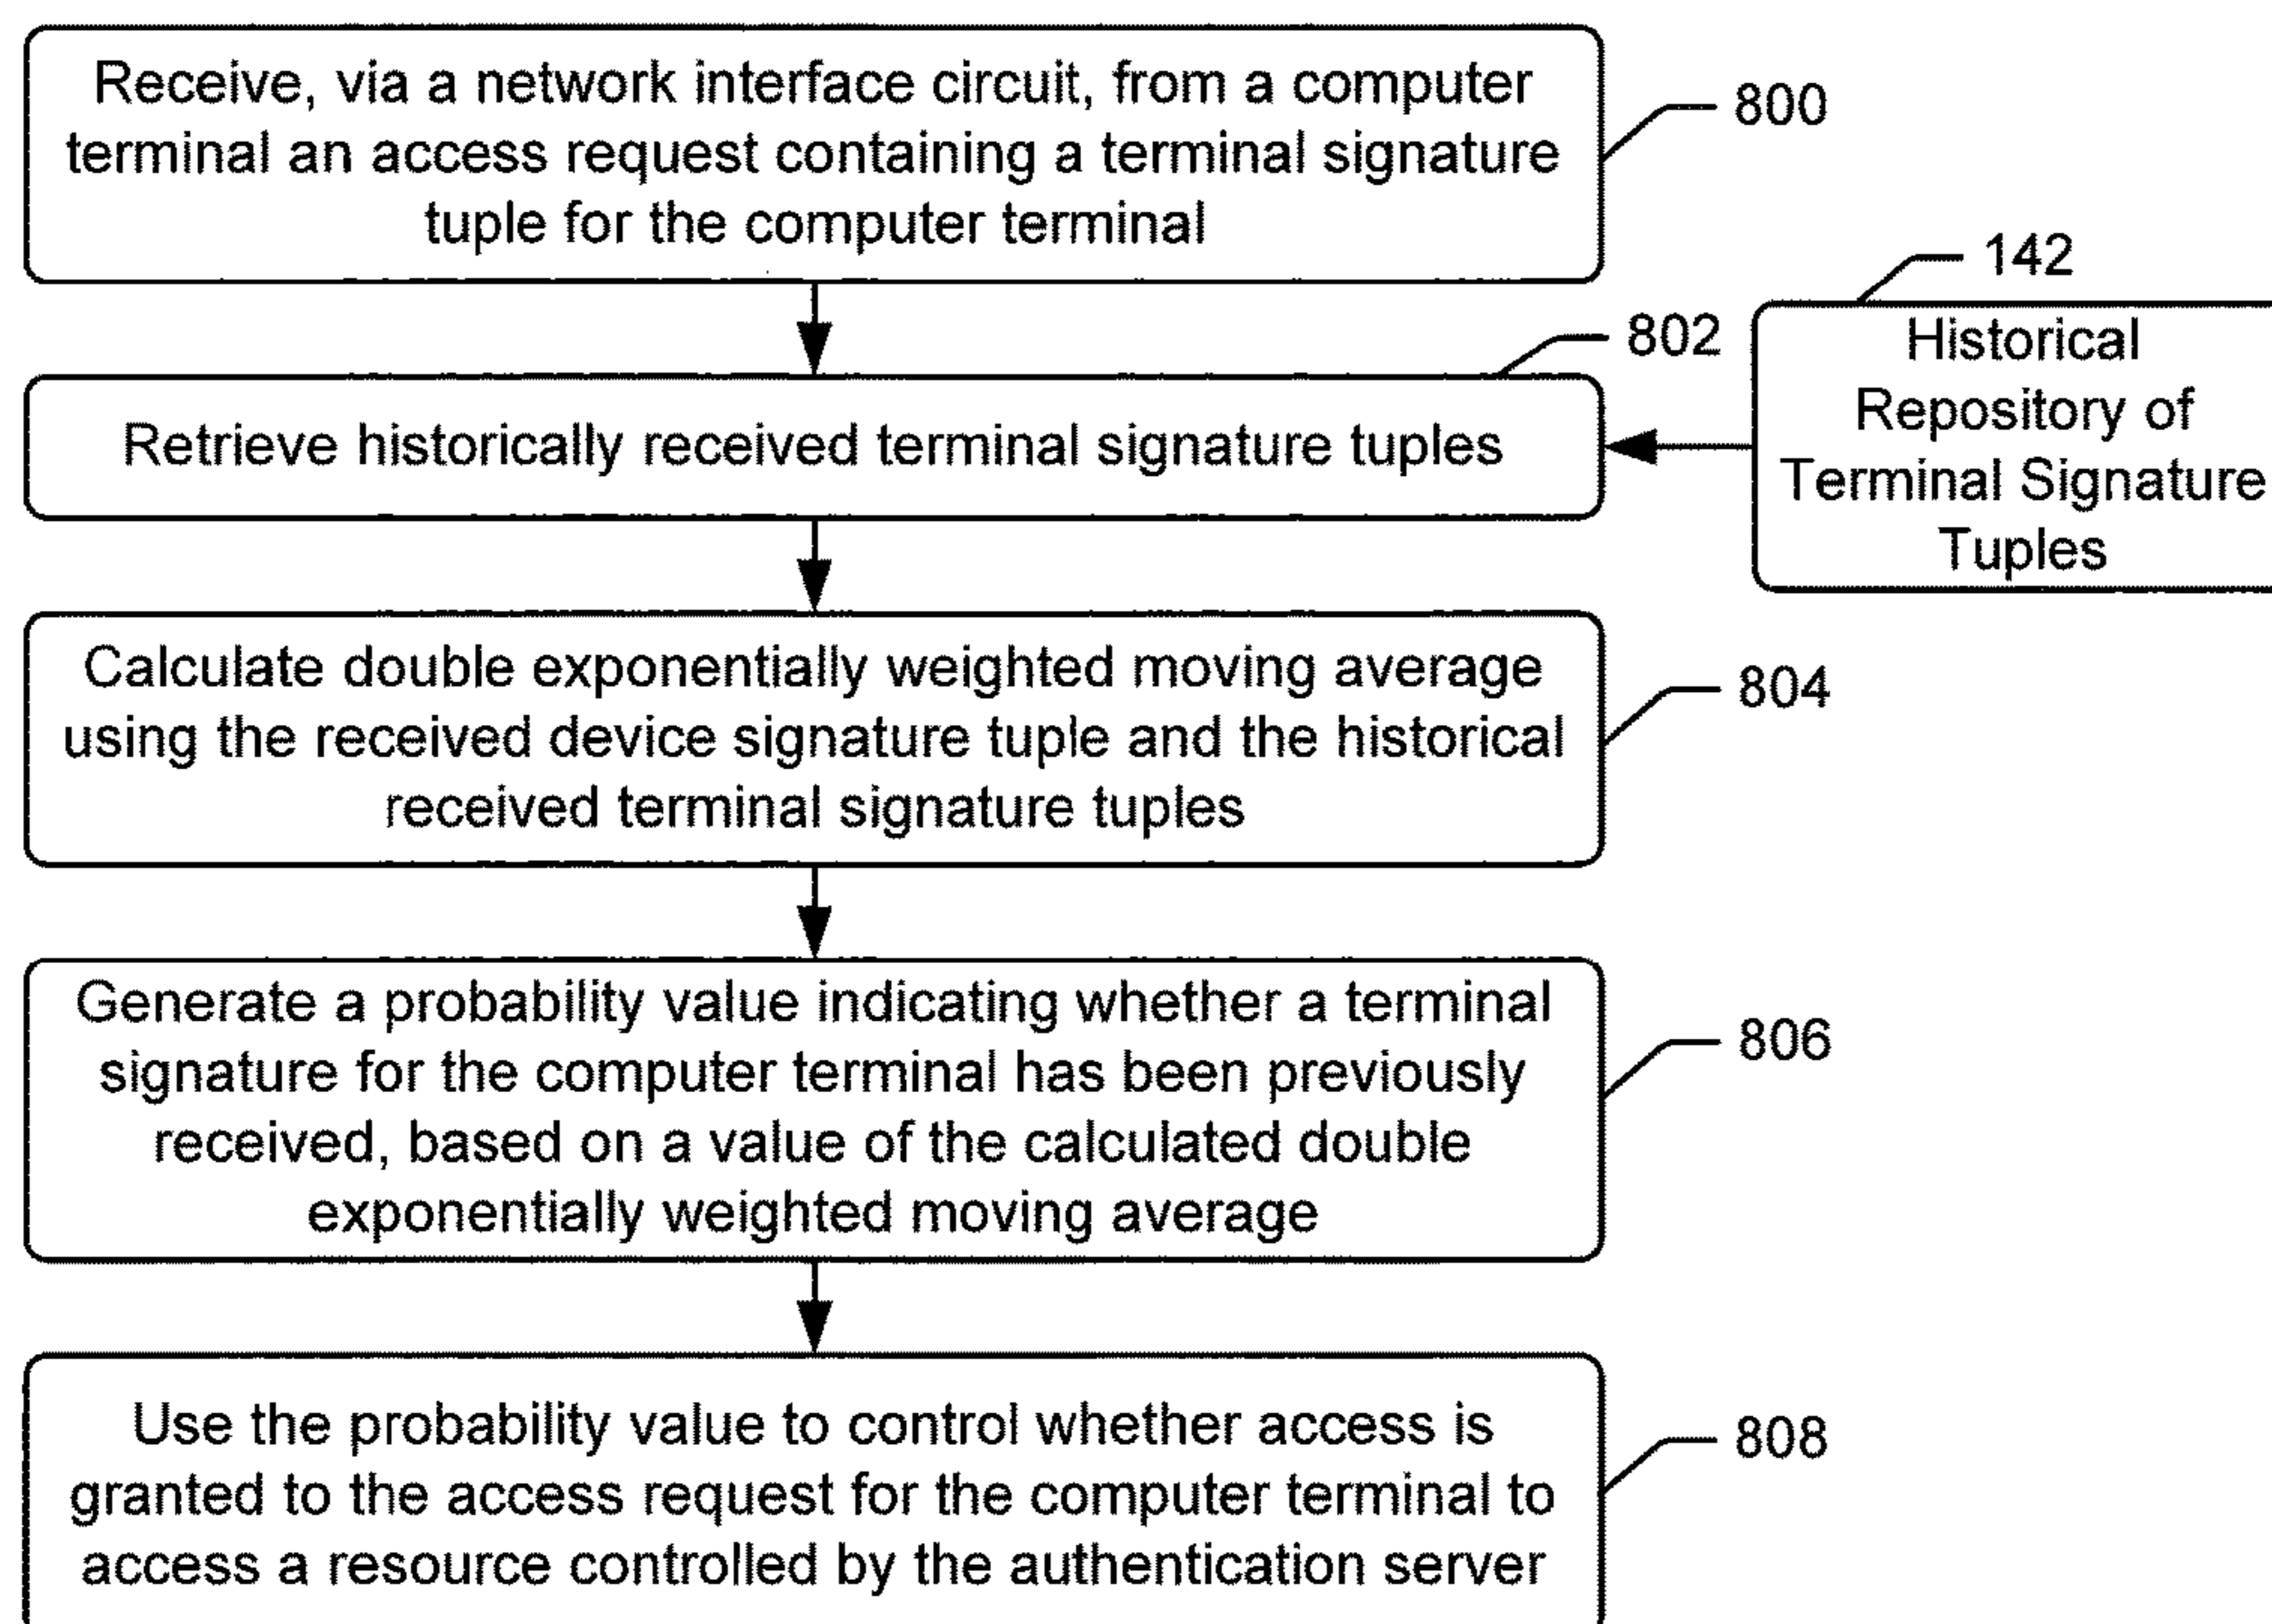 Receive, via a network interface circuit, from a computer
terminal an access request containing a terminal signature
tuple for the computer terminal
800
142
Historical
Repository of
Terminal Signature
Tuples
802
Retrieve historically received terminal signature tuples
Calculate double exponentially weighted moving average
using the received device signature tuple and the historical
received terminal signature tuples
804
Generate a probability value indicating whether a terminal
signature for the computer terminal has been previously
received, based on a value of the calculated double
exponentially weighted moving average
806
Use the probability value to control whether access is
granted to the access request for the computer terminal to
access a resource controlled by the authentication server
808